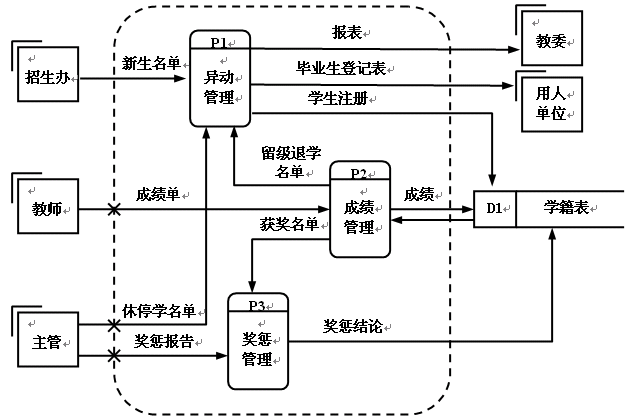 P1
报表
教委
招生办
新生名单
异动
管理
毕业生登记表
用人
单位
学生注册
留级退学
名单
P2
教师
成绩单
成绩
管理
成绩
D1
学籍表
获奖名单
休停学名单
P3
主管
奖惩报告
奖惩
管理
奖惩结论